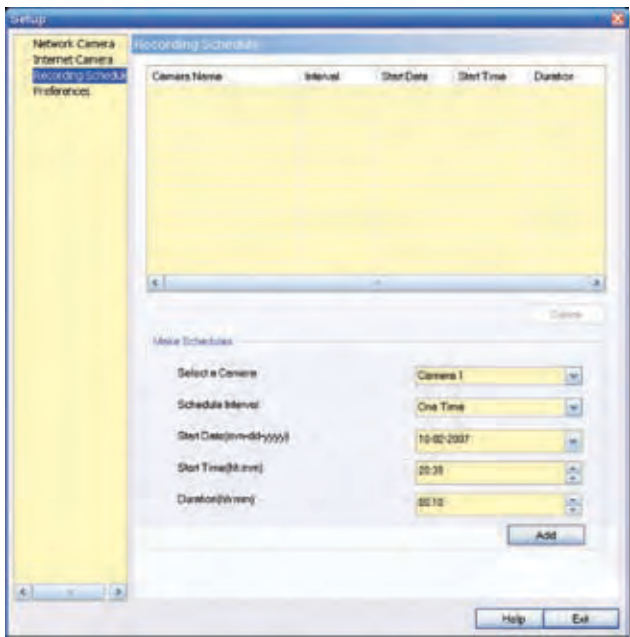 Setup
Network Camera
Internet Camera
Recording Schedule
Preferences
Recording Schedule
Camera Name Interval Start Date Start Time Duration
Delete
Make Schedules
Select a Camera Camera 1
Schedule Interval One Time
Start Date(mm-dd-yyyy) 10-02-2007
Start Time(hh:mm) 20:38
Duration(hh:mm) 00:10
Add
Help Exit